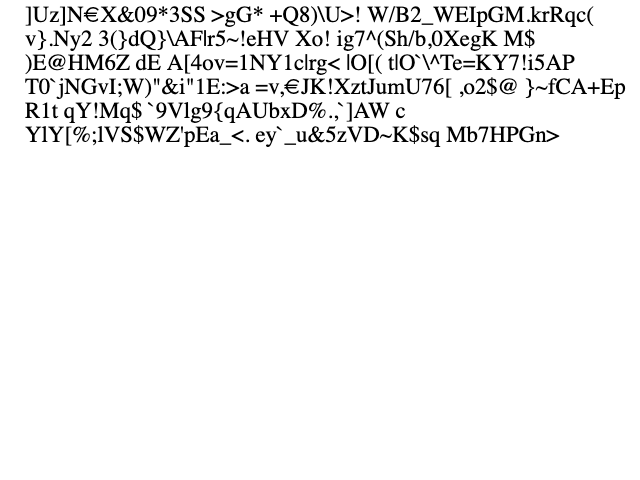 ]Uz]N€X&09*3SS >gG* +Q8)\U>! W/B2_WEIpGM.krRqc(
v}.Ny2 3(}dQ}\AF|r5~!eHV Xo! ig7^(Sh/b,0XegK M$
)E@HM6Z dE A[4ov=1NY1c|rg< |O[( t|O`\^Te=KY7!i5AP
T0`jNGvI;W)"&i"1E:>a =v,€JK!XztJumU76[ ,o2$@ }~fCA+Ep
R1t qY!Mq$ `9Vlg9{qAUbxD%.,`]AW c
YlY[%;lVS$WZ'pEa_<. ey`_u&5zVD~K$sq Mb7HPGn>